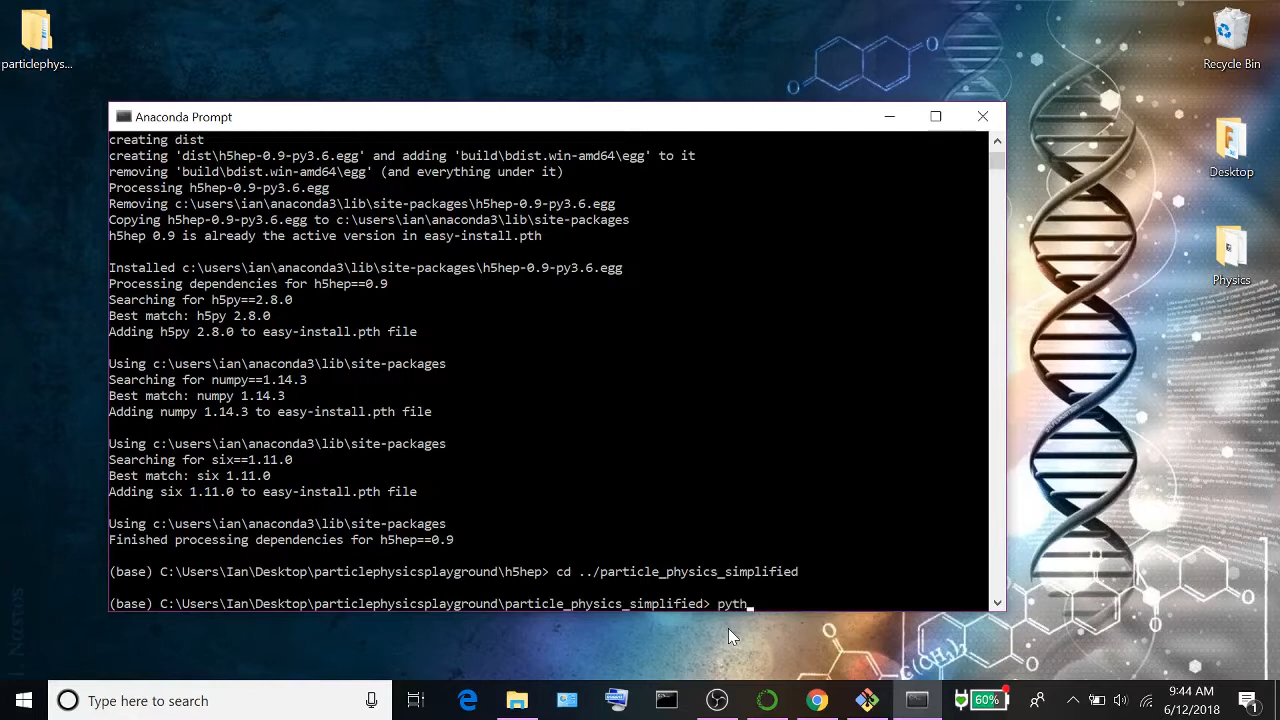 particlephys...
Recycle Bin
Desktop
Physics
Anaconda Prompt
creating dist
creating 'dist\h5hep-0.9-py3.6.egg' and adding 'build\bdist.win-amd64\egg' to it
removing 'build\bdist.win-amd64\egg' (and everything under it)
Processing h5hep-0.9-py3.6.egg
Removing c:\users\ian\anaconda3\lib\site-packages\h5hep-0.9-py3.6.egg
Copying h5hep-0.9-py3.6.egg to c:\users\ian\anaconda3\lib\site-packages
h5hep 0.9 is already the active version in easy-install.pth
Installed c:\users\ian\anaconda3\lib\site-packages\h5hep-0.9-py3.6.egg
Processing dependencies for h5hep==0.9
Searching for h5py==2.8.0
Best match: h5py 2.8.0
Adding h5py 2.8.0 to easy-install.pth file
Using c:\users\ian\anaconda3\lib\site-packages
Searching for numpy==1.14.3
Best match: numpy 1.14.3
Adding numpy 1.14.3 to easy-install.pth file
Using c:\users\ian\anaconda3\lib\site-packages
Searching for six==1.11.0
Best match: six 1.11.0
Adding six 1.11.0 to easy-install.pth file
Using c:\users\ian\anaconda3\lib\site-packages
Finished processing dependencies for h5hep==0.9
(base) C:\Users\Ian\Desktop\particlephysicsplayground\h5hep> cd ../particle_physics_simplified
(base) C:\Users\Ian\Desktop\particlephysicsplayground\particle_physics_simplified> pyth_
Type here to search
60%
9:44 AM
6/12/2018
1